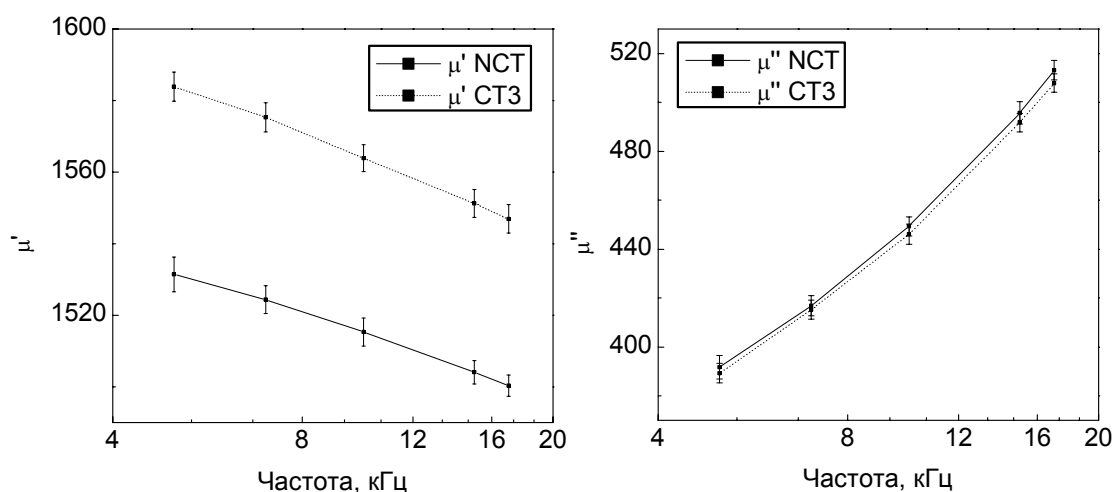 1600
1560
1520
μ'
μ' NCT
μ' CT3
4
8
12
16
20
Частота, кГц
520
480
440
400
μ''
μ'' NCT
μ'' CT3
4
8
12
16
20
Частота, кГц